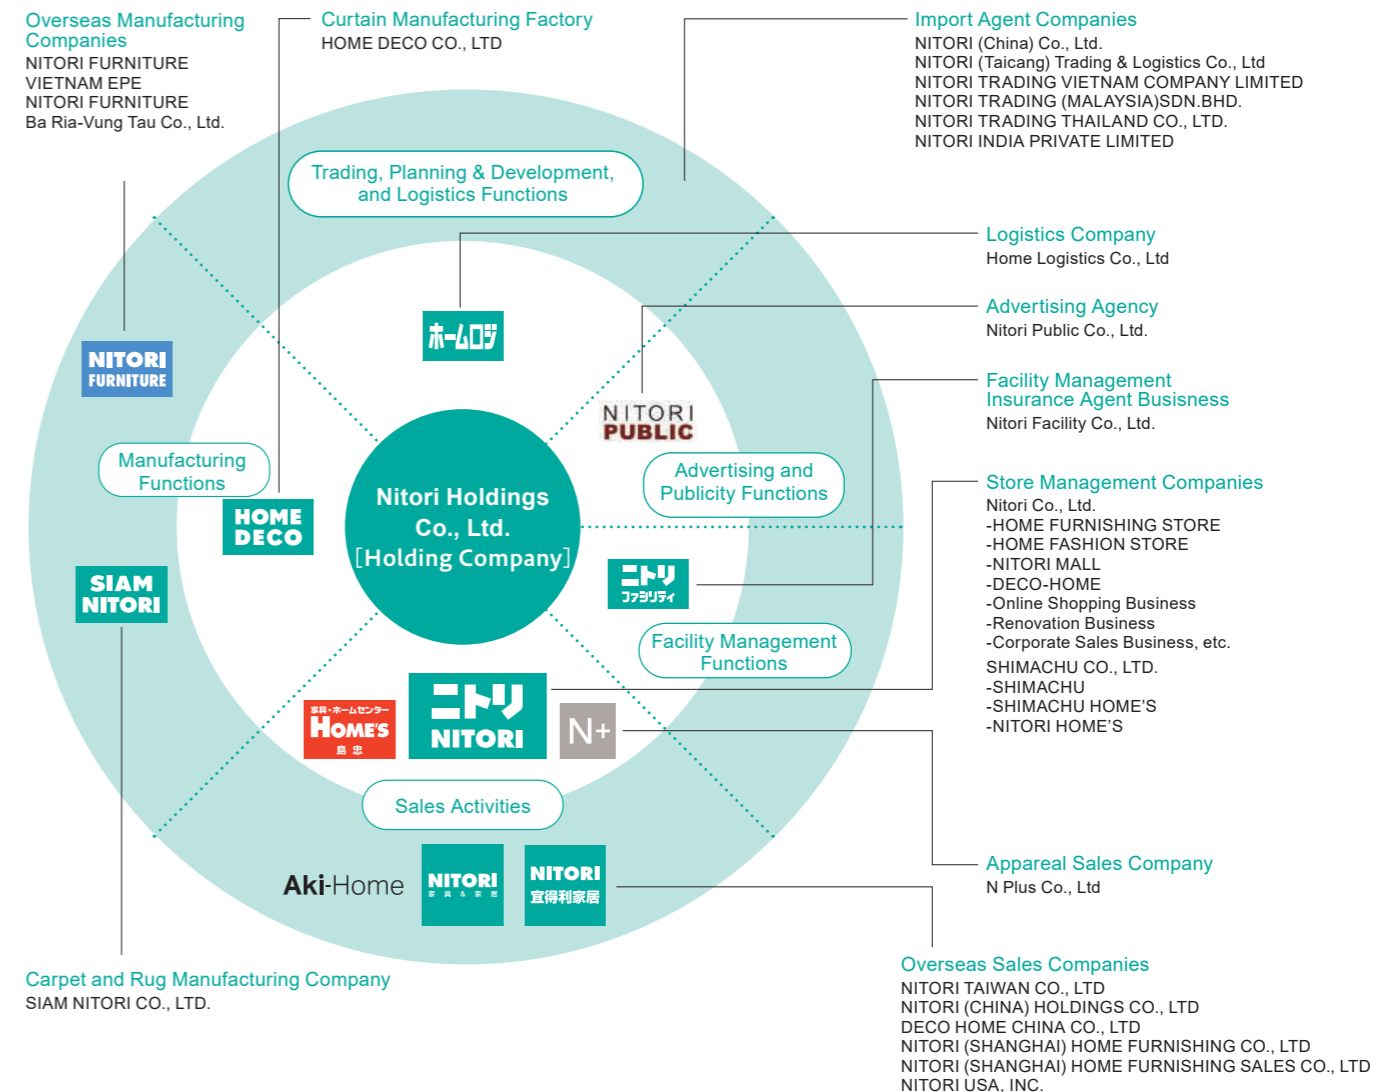 Overseas Manufacturing
Companies
NITORI FURNITURE
VIETNAM EPE
NITORI FURNITURE
Ba Ria-Vung Tau Co., Ltd.
Curtain Manufacturing Factory
HOME DECO CO., LTD
Import Agent Companies
NITORI (China) Co., Ltd.
NITORI (Taicang) Trading & Logistics Co., Ltd
NITORI TRADING VIETNAM COMPANY LIMITED
NITORI TRADING (MALAYSIA)SDN.BHD.
NITORI TRADING THAILAND CO., LTD.
NITORI INDIA PRIVATE LIMITED
Trading, Planning & Development,
and Logistics Functions
Logistics Company
Home Logistics Co., Ltd
Advertising Agency
Nitori Public Co., Ltd.
Facility Management
Insurance Agent Busisness
Nitori Facility Co., Ltd.
Store Management Companies
Nitori Co., Ltd.
-HOME FURNISHING STORE
-HOME FASHION STORE
-NITORI MALL
-DECO-HOME
-Online Shopping Business
-Renovation Business
-Corporate Sales Business, etc.
SHIMACHU CO., LTD.
-SHIMACHU
-SHIMACHU HOME’S
-NITORI HOME’S
ホームロジ
NITORI
FURNITURE
NITORI
PUBLIC
Manufacturing
Functions
Advertising and
Publicity Functions
HOME
DECO
Nitori Holdings
Co., Ltd.
[Holding Company]
SIAM
NITORI
ニトリ
ファシリティ
Facility Management
Functions
家具・ホームセンター
HOME'S
島忠
ニトリ
NITORI
N+
Sales Activities
Aki-Home
NITORI
家具&家居
NITORI
宜得利家居
Appareal Sales Company
N Plus Co., Ltd
Carpet and Rug Manufacturing Company
SIAM NITORI CO., LTD.
Overseas Sales Companies
NITORI TAIWAN CO., LTD
NITORI (CHINA) HOLDINGS CO., LTD
DECO HOME CHINA CO., LTD
NITORI (SHANGHAI) HOME FURNISHING CO., LTD
NITORI (SHANGHAI) HOME FURNISHING SALES CO., LTD
NITORI USA, INC.